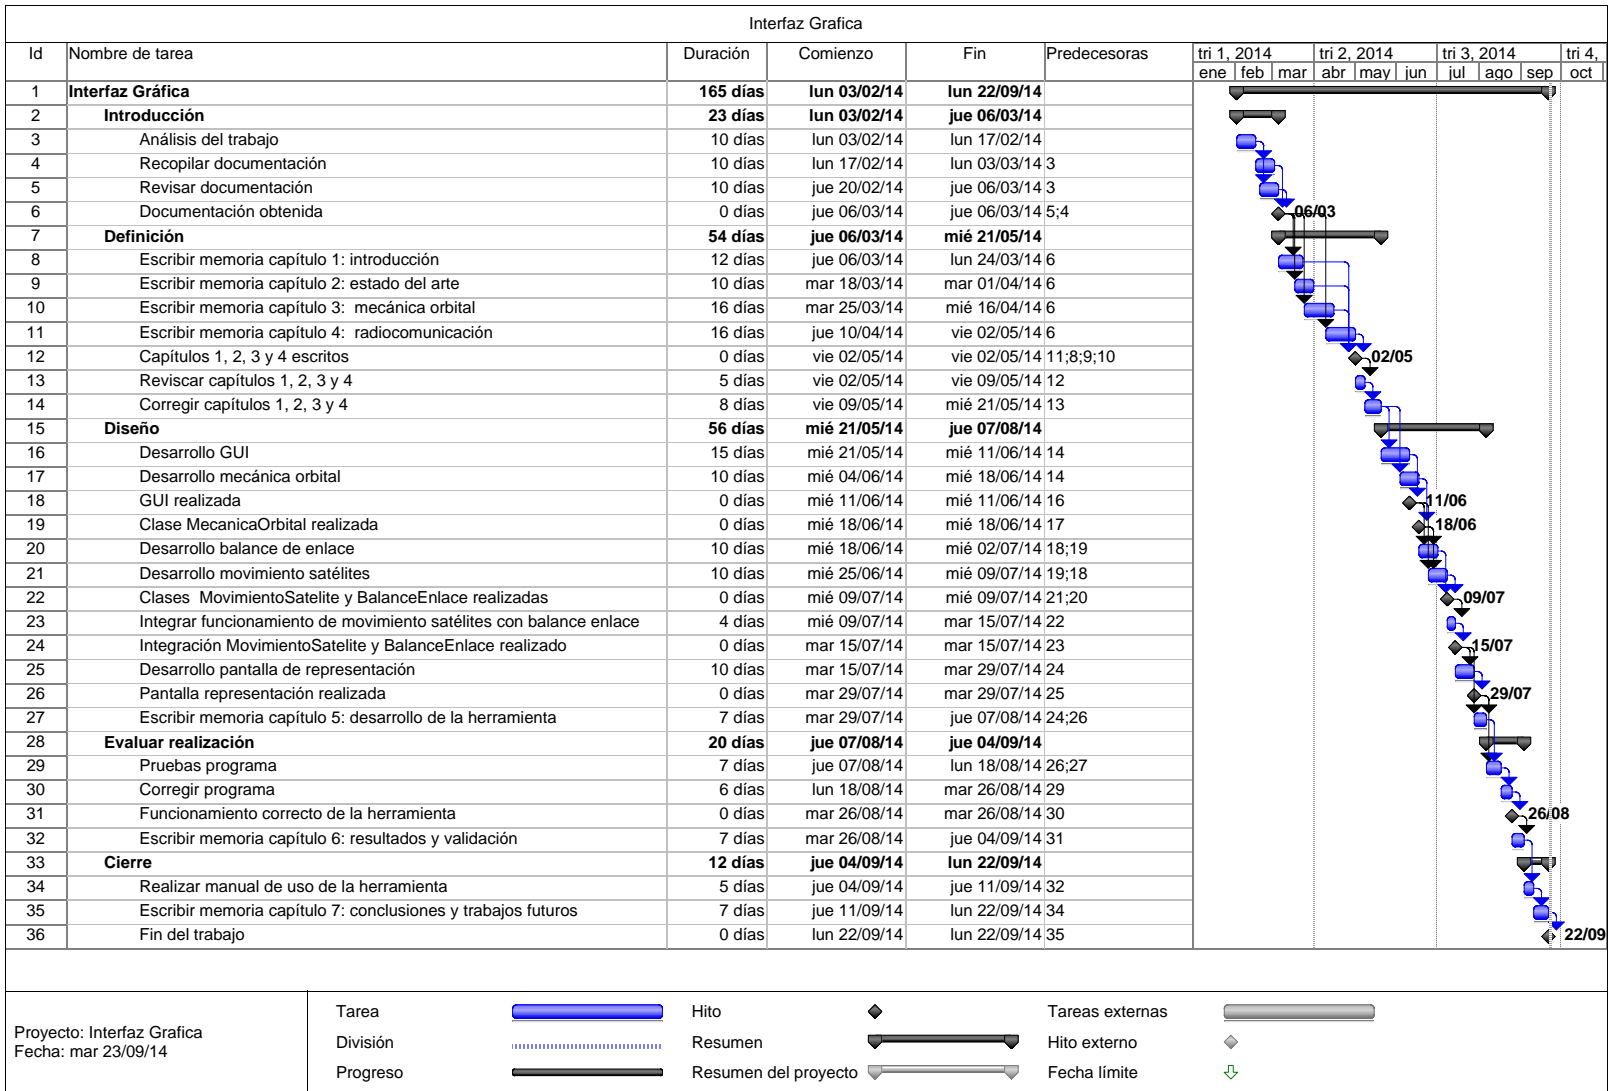 Interfaz Grafica
Id Nombre de tarea Duración Comienzo Fin Predecesoras tri 1, 2014 tri 2, 2014 tri 3, 2014 tri 4,
ene feb mar abr may jun jul ago sep oct
1 Interfaz Gráfica 165 días lun 03/02/14 lun 22/09/14
2 Introducción 23 días lun 03/02/14 jue 06/03/14
3 Análisis del trabajo 10 días lun 03/02/14 lun 17/02/14
4 Recopilar documentación 10 días lun 17/02/14 lun 03/03/14 3
5 Revisar documentación 10 días jue 20/02/14 jue 06/03/14 3
6 Documentación obtenida 0 días jue 06/03/14 jue 06/03/14 5;4 06/03
7 Definición 54 días jue 06/03/14 mié 21/05/14
8 Escribir memoria capítulo 1: introducción 12 días jue 06/03/14 lun 24/03/14 6
9 Escribir memoria capítulo 2: estado del arte 10 días mar 18/03/14 mar 01/04/14 6
10 Escribir memoria capítulo 3:  mecánica orbital 16 días mar 25/03/14 mié 16/04/14 6
11 Escribir memoria capítulo 4:  radiocomunicación 16 días jue 10/04/14 vie 02/05/14 6
12 Capítulos 1, 2, 3 y 4 escritos 0 días vie 02/05/14 vie 02/05/14 11;8;9;10 02/05
13 Reviscar capítulos 1, 2, 3 y 4 5 días vie 02/05/14 vie 09/05/14 12
14 Corregir capítulos 1, 2, 3 y 4 8 días vie 09/05/14 mié 21/05/14 13
15 Diseño 56 días mié 21/05/14 jue 07/08/14
16 Desarrollo GUI 15 días mié 21/05/14 mié 11/06/14 14
17 Desarrollo mecánica orbital 10 días mié 04/06/14 mié 18/06/14 14
18 GUI realizada 0 días mié 11/06/14 mié 11/06/14 16 11/06
19 Clase MecanicaOrbital realizada 0 días mié 18/06/14 mié 18/06/14 17 18/06
20 Desarrollo balance de enlace 10 días mié 18/06/14 mié 02/07/14 18;19
21 Desarrollo movimiento satélites 10 días mié 25/06/14 mié 09/07/14 19;18
22 Clases  MovimientoSatelite y BalanceEnlace realizadas 0 días mié 09/07/14 mié 09/07/14 21;20 09/07
23 Integrar funcionamiento de movimiento satélites con balance enlace 4 días mié 09/07/14 mar 15/07/14 22
24 Integración MovimientoSatelite y BalanceEnlace realizado 0 días mar 15/07/14 mar 15/07/14 23 15/07
25 Desarrollo pantalla de representación 10 días mar 15/07/14 mar 29/07/14 24
26 Pantalla representación realizada 0 días mar 29/07/14 mar 29/07/14 25 29/07
27 Escribir memoria capítulo 5: desarrollo de la herramienta 7 días mar 29/07/14 jue 07/08/14 24;26
28 Evaluar realización 20 días jue 07/08/14 jue 04/09/14
29 Pruebas programa 7 días jue 07/08/14 lun 18/08/14 26;27
30 Corregir programa 6 días lun 18/08/14 mar 26/08/14 29
31 Funcionamiento correcto de la herramienta 0 días mar 26/08/14 mar 26/08/14 30 26/08
32 Escribir memoria capítulo 6: resultados y validación 7 días mar 26/08/14 jue 04/09/14 31
33 Cierre 12 días jue 04/09/14 lun 22/09/14
34 Realizar manual de uso de la herramienta 5 días jue 04/09/14 jue 11/09/14 32
35 Escribir memoria capítulo 7: conclusiones y trabajos futuros 7 días jue 11/09/14 lun 22/09/14 34
36 Fin del trabajo 0 días lun 22/09/14 lun 22/09/14 35 22/09
Proyecto: Interfaz Grafica
Fecha: mar 23/09/14
Tarea Hito Tareas externas
División Resumen Hito externo
Progreso Resumen del proyecto Fecha límite